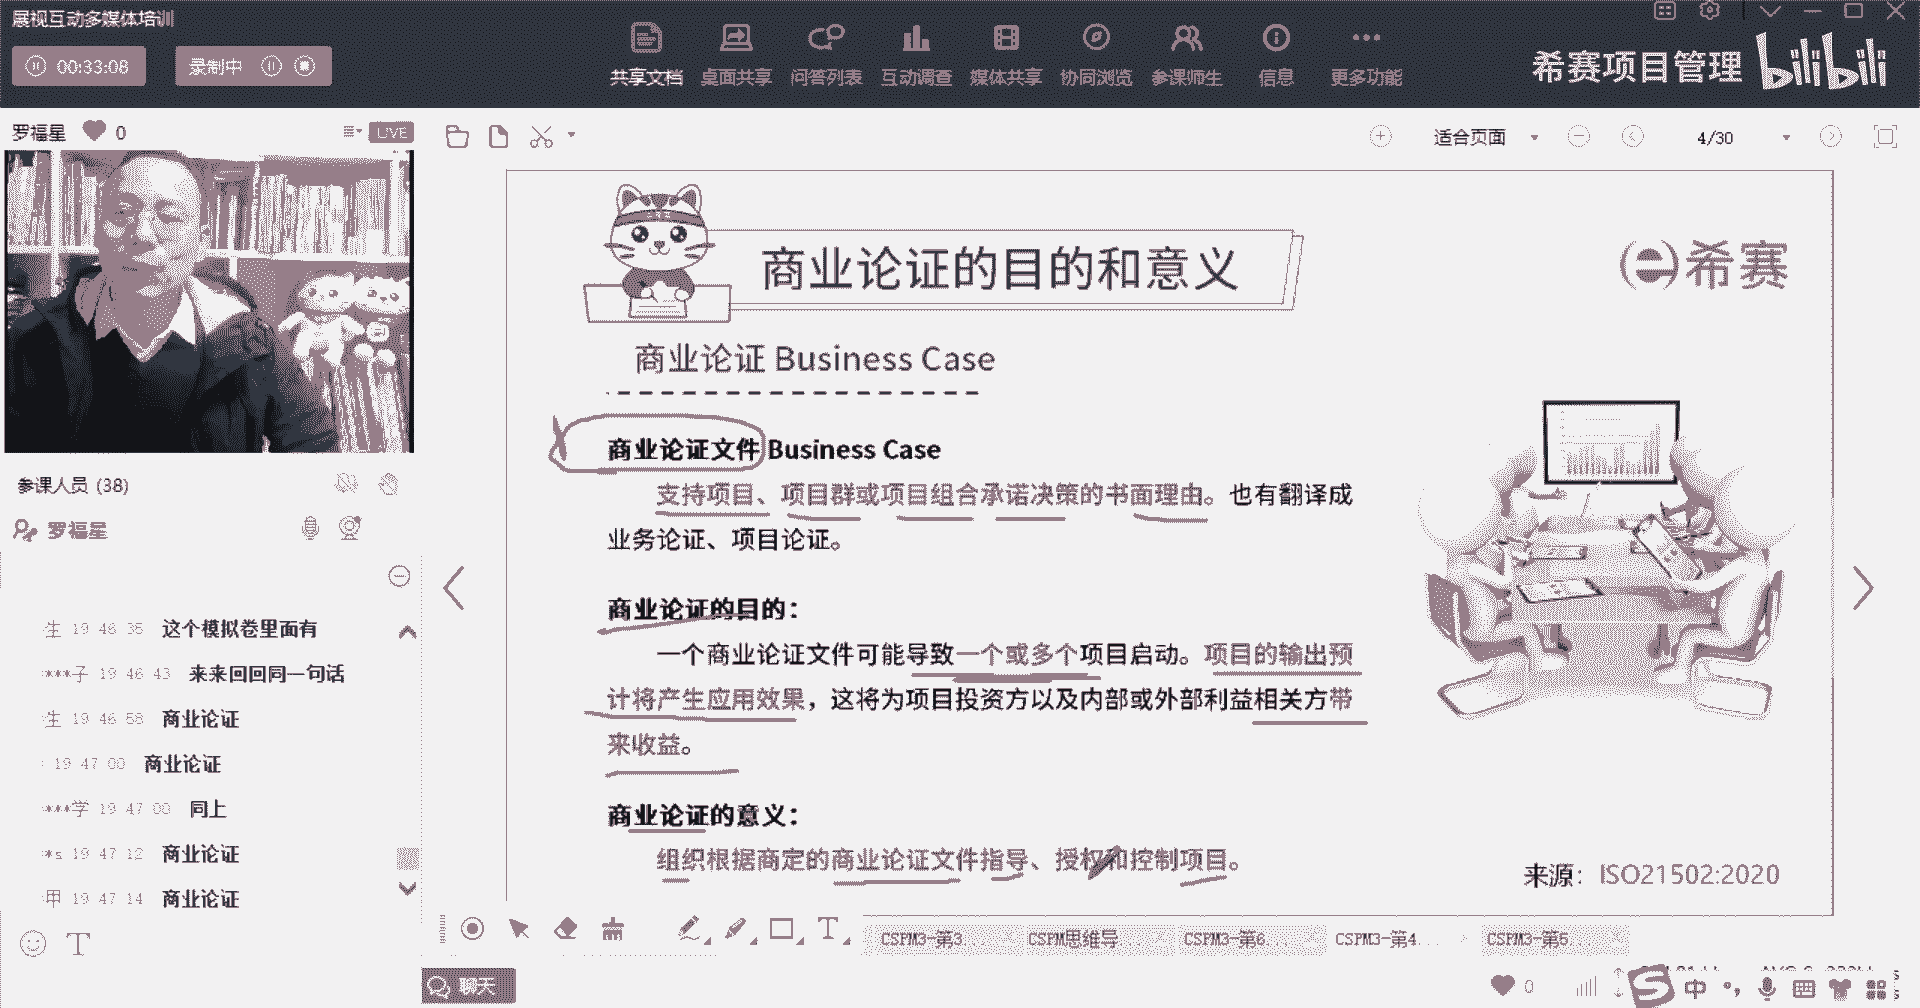 展视互动多媒体培训
00:33:08
录制中
共享文档
桌面共享
问答列表
互动调查
媒体共享
协同浏览
参课师生
信息
更多功能
希赛项目管理
bilibili
罗福星
0
LIVE
适合页面
4/30
商业论证的目的和意义
希赛
商业论证 Business Case
商业论证文件 Business Case
支持项目、项目群或项目组合承诺决策的书面理由。也有翻译成
业务论证、项目论证。
商业论证的目的：
一个商业论证文件可能导致一个或多个项目启动。项目的输出预
计将产生应用效果，这将为项目投资方以及内部或外部利益相关方带
来收益。
商业论证的意义：
组织根据商定的商业论证文件指导、授权和控制项目。
来源：ISO21502:2020
参课人员 (38)
罗福星
生 19 46 35 这个模拟卷里面有
***子 19 46 43 来来回回同一句话
生 19 46 58 商业论证
19 47 00 商业论证
***学 19 47 00 同上
*s 19 47 12 商业论证
甲 19 47 14 商业论证
CSPM3-第3...
CSPM思维导...
CSPM3-第6...
CSPM3-第4...
CSPM3-第5...
聊天
0
中